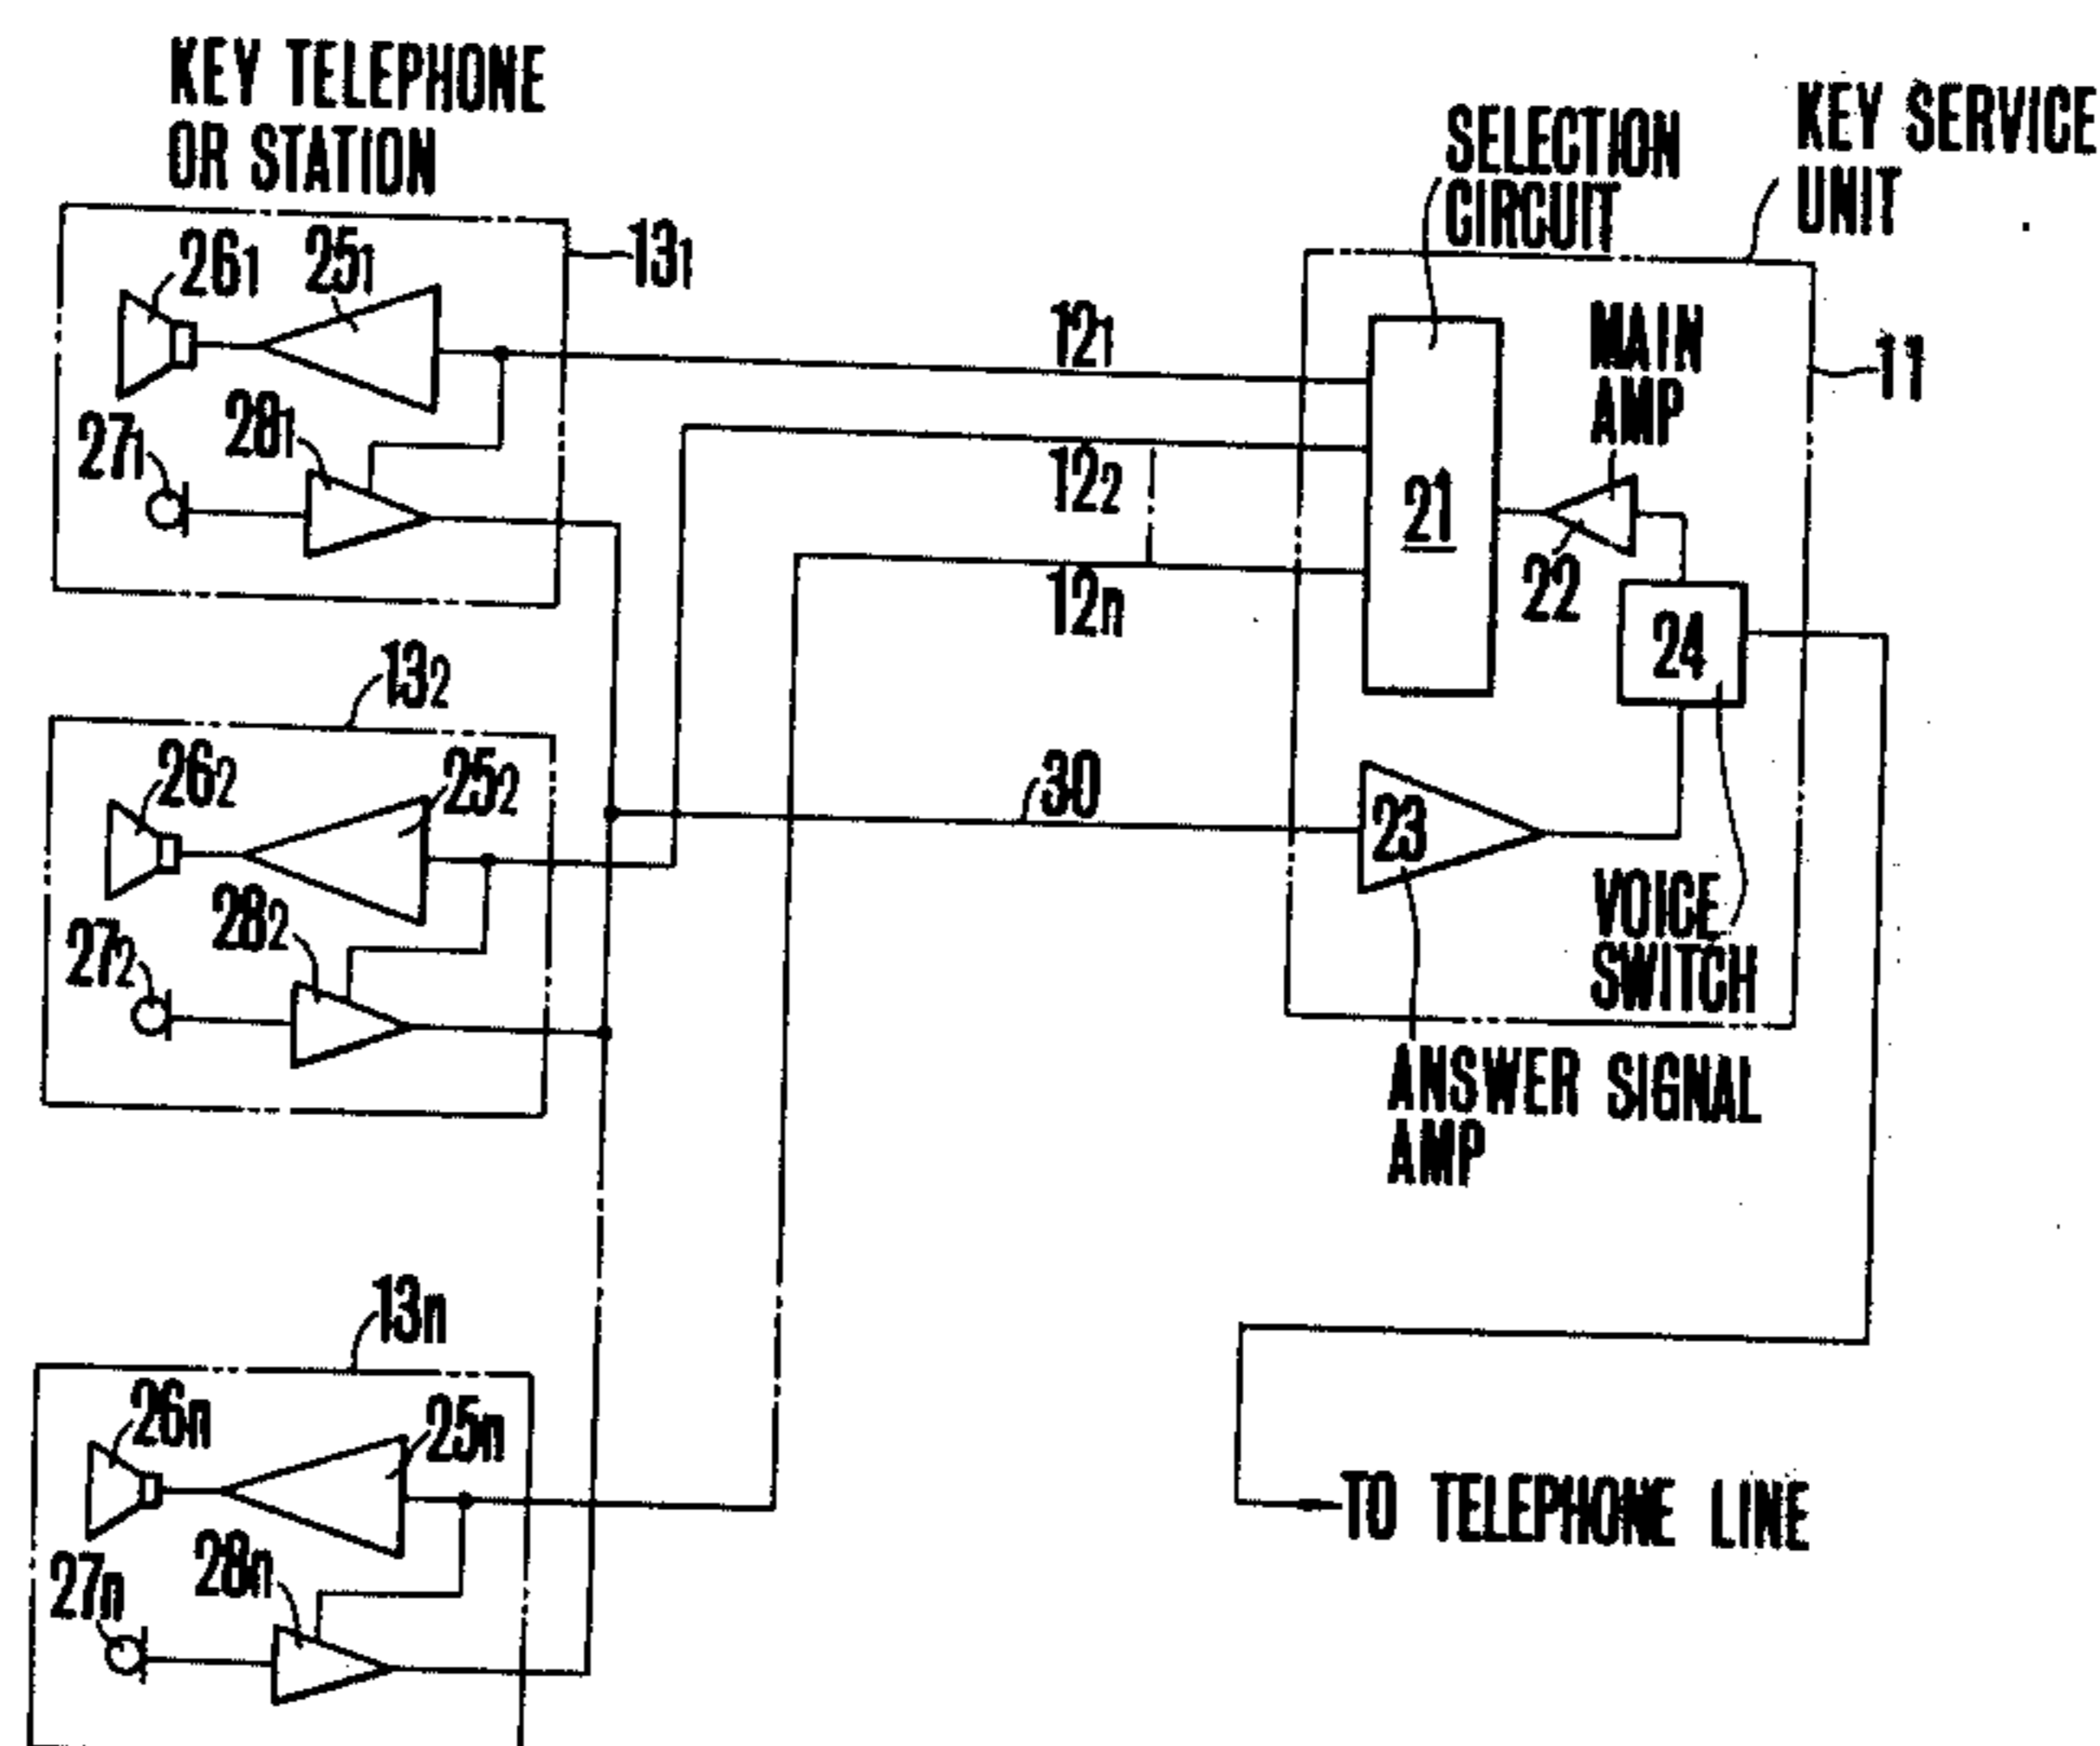 KEY TELEPHONE
OR STATION
SELECTION
CIRCUIT
KEY SERVICE
UNIT
26₁
25₁
13₁
12₁
MAIN
AMP
11
27₁
28₁
12₂
21
22
12n
24
13₂
26₂
25₂
30
23
28₂
27₂
VOICE
SWITCH
ANSWER SIGNAL
AMP
13n
26n
25n
28n
27n
TO TELEPHONE LINE